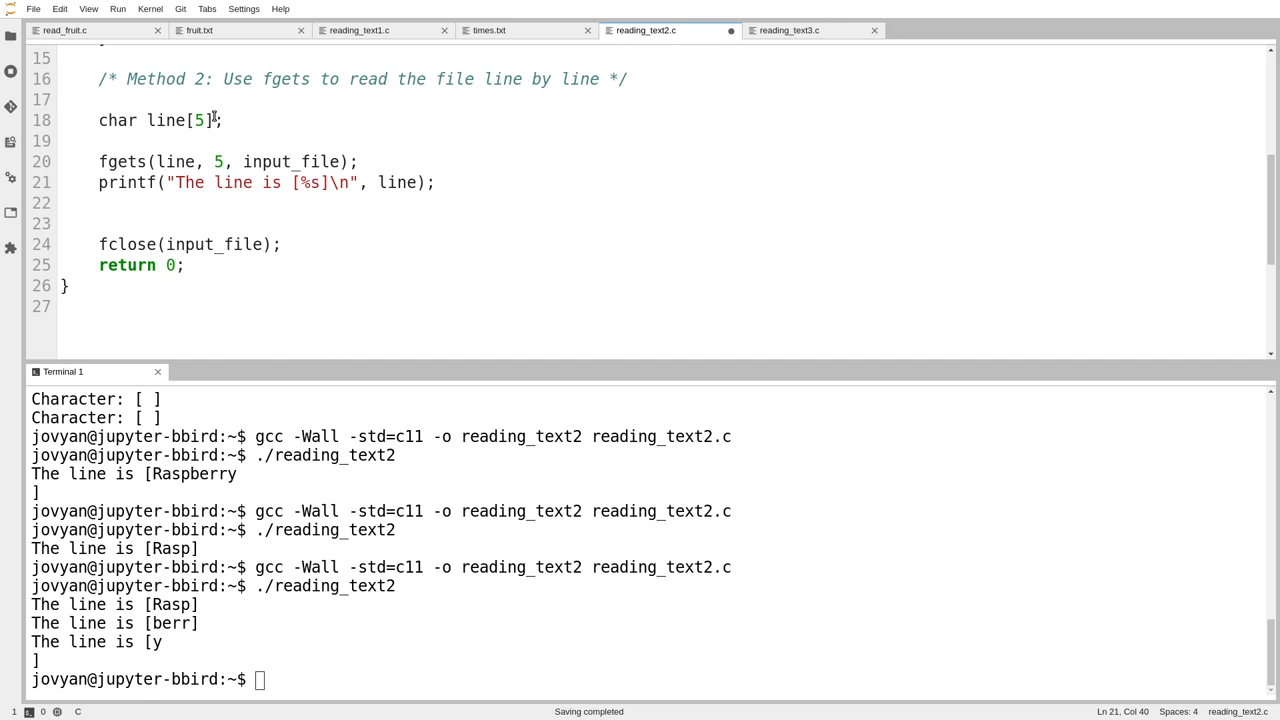 File Edit View Run Kernel Git Tabs Settings Help
read_fruit.c fruit.txt reading_text1.c times.txt reading_text2.c reading_text3.c
15
16 /* Method 2: Use fgets to read the file line by line */
17
18 char line[5];
19
20 fgets(line, 5, input_file);
21 printf("The line is [%s]\n", line);
22
23
24 fclose(input_file);
25 return 0;
26 }
27
Terminal 1
Character: [ ]
Character: [ ]
jovyan@jupyter-bbird:~$ gcc -Wall -std=c11 -o reading_text2 reading_text2.c
jovyan@jupyter-bbird:~$ ./reading_text2
The line is [Raspberry
]
jovyan@jupyter-bbird:~$ gcc -Wall -std=c11 -o reading_text2 reading_text2.c
jovyan@jupyter-bbird:~$ ./reading_text2
The line is [Rasp]
jovyan@jupyter-bbird:~$ gcc -Wall -std=c11 -o reading_text2 reading_text2.c
jovyan@jupyter-bbird:~$ ./reading_text2
The line is [Rasp]
The line is [berr]
The line is [y
]
jovyan@jupyter-bbird:~$
1 0 C Saving completed Ln 21, Col 40 Spaces: 4 reading_text2.c